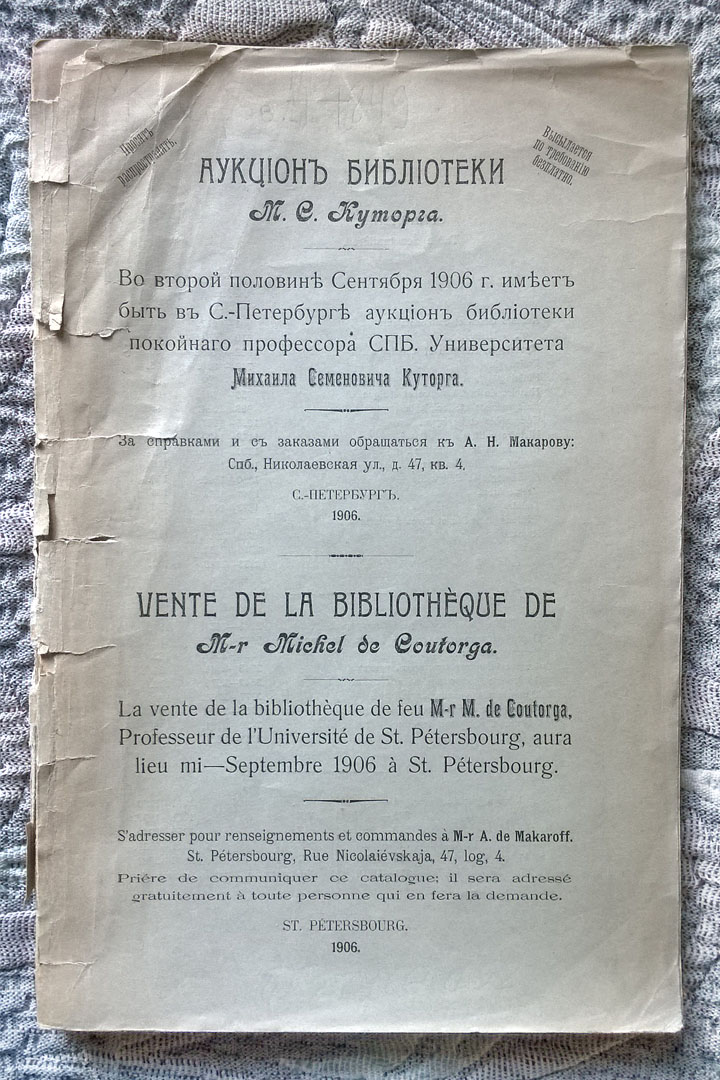 Просятъ
распространять.
Высылается
по требованію
безплатно.
АУКЦІОНЪ БИБЛІОТЕКИ
М. С. Куторга.
Во второй половинѣ Сентября 1906 г. имѣетъ
быть въ С.-Петербургѣ аукціонъ библіотеки
покойнаго профессора СПБ. Университета
Михаила Семеновича Куторга.
За справками и съ заказами обращаться къ А. Н. Макарову:
Спб., Николаевская ул., д. 47, кв. 4.
С.-ПЕТЕРБУРГЪ.
1906.
VENTE DE LA BIBLIOTHÈQUE DE
M-r Michel de Coutorga.
La vente de la bibliothèque de feu M-r M. de Coutorga,
Professeur de l'Université de St. Pétersbourg, aura
lieu mi—Septembre 1906 à St. Pétersbourg.
S'adresser pour renseignements et commandes à M-r A. de Makaroff.
St. Pétersbourg, Rue Nicolaiévskaja, 47, log, 4.
Priére de communiquer ce catalogue; il sera adressé
gratuitement à toute personne qui en fera la demande.
ST. PÉTERSBOURG.
1906.